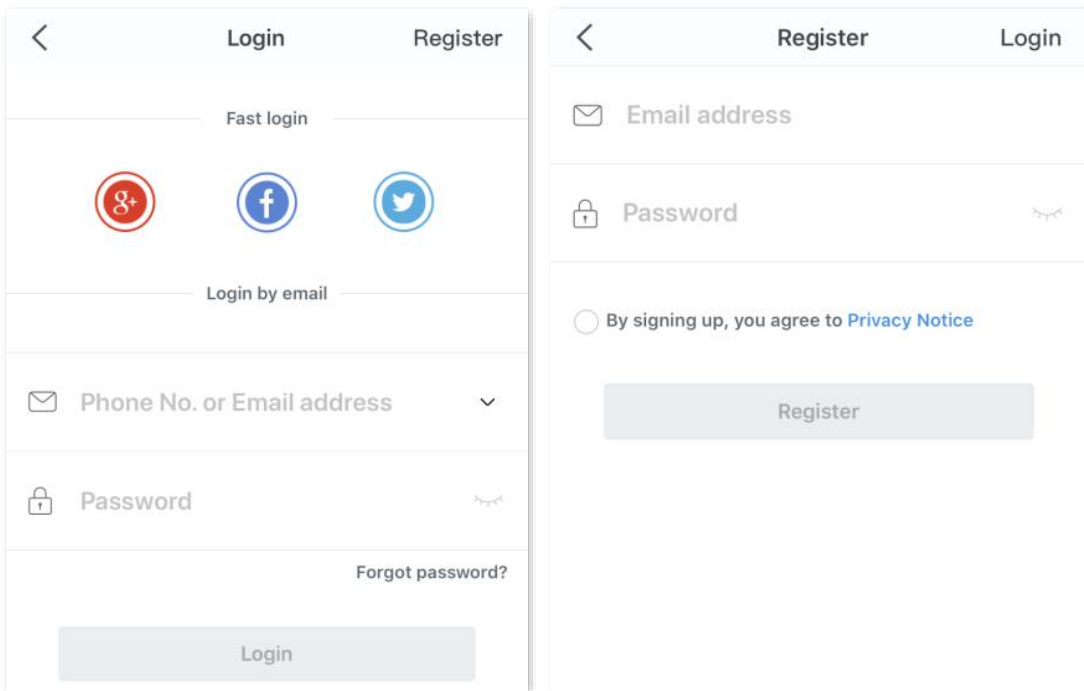 Login
Register
Fast login
g+
f
Login by email
Phone No. or Email address
Password
Forgot password?
Login
Register
Login
Email address
Password
By signing up, you agree to Privacy Notice
Register